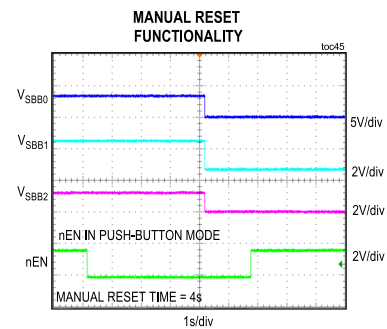 MANUAL RESET
FUNCTIONALITY
toc45
VSBB0
5V/div
VSBB1
2V/div
VSBB2
2V/div
nEN IN PUSH-BUTTON MODE
nEN
2V/div
MANUAL RESET TIME = 4s
1s/div